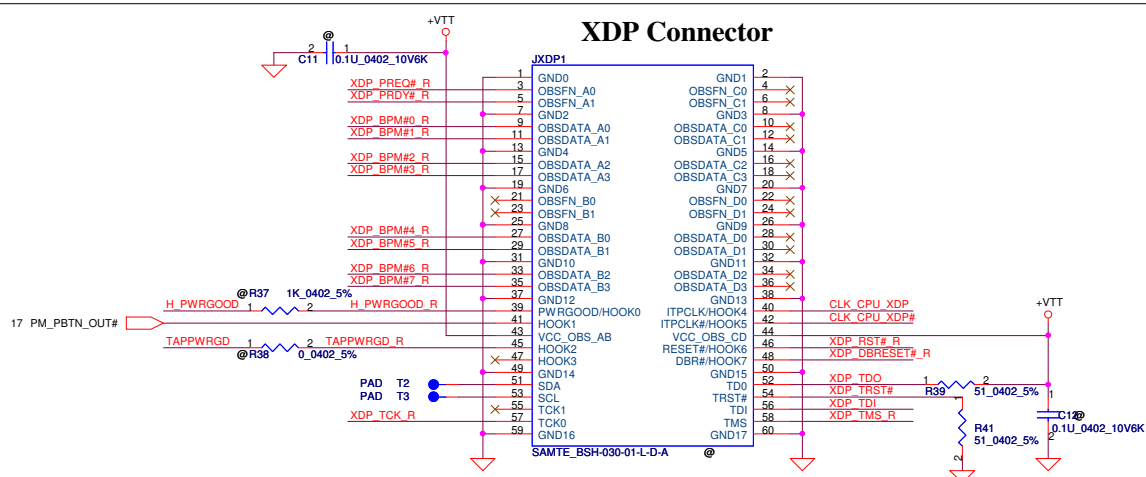 XDP Connector
+VTT
@
2 1
C11 0.1U_0402_10V6K
JXDP1
1 GND0 GND1 2
XDP_PREQ#_R 3 OBSFN_A0 OBSFN_C0 4
XDP_PRDY#_R 5 OBSFN_A1 OBSFN_C1 6
7 GND2 GND3 8
XDP_BPM#0_R 9 OBSDATA_A0 OBSDATA_C0 10
XDP_BPM#1_R 11 OBSDATA_A1 OBSDATA_C1 12
13 GND4 GND5 14
XDP_BPM#2_R 15 OBSDATA_A2 OBSDATA_C2 16
XDP_BPM#3_R 17 OBSDATA_A3 OBSDATA_C3 18
19 GND6 GND7 20
21 OBSFN_B0 OBSFN_D0 22
23 OBSFN_B1 OBSFN_D1 24
25 GND8 GND9 26
XDP_BPM#4_R 27 OBSDATA_B0 OBSDATA_D0 28
XDP_BPM#5_R 29 OBSDATA_B1 OBSDATA_D1 30
31 GND10 GND11 32
XDP_BPM#6_R 33 OBSDATA_B2 OBSDATA_D2 34
XDP_BPM#7_R 35 OBSDATA_B3 OBSDATA_D3 36
@R37 1K_0402_5%
37 GND12 GND13 38
H_PWRGOOD 1 2 H_PWRGOOD_R 39 PWRGOOD/HOOK0 ITPCLK/HOOK4 40 CLK_CPU_XDP
+VTT
17 PM_PBTN_OUT# 41 HOOK1 ITPCLK#/HOOK5 42 CLK_CPU_XDP#
43 VCC_OBS_AB VCC_OBS_CD 44
TAPPWRGD 1 2 TAPPWRGD_R 45 HOOK2 RESET#/HOOK6 46 XDP_RST#_R
@R38 0_0402_5% 47 HOOK3 DBR#/HOOK7 48 XDP_DBRESET#_R
49 GND14 GND15 50
PAD T2 51 SDA TD0 52 XDP_TDO 1 2
R39 51_0402_5%
PAD T3 53 SCL TRST# 54 XDP_TRST#
55 TCK1 TDI 56 XDP_TDI
XDP_TCK_R 57 TCK0 TMS 58 XDP_TMS_R
1 1
C12@
0.1U_0402_10V6K
R41
51_0402_5%
2 2
59 GND16 GND17 60
SAMTE_BSH-030-01-L-D-A @